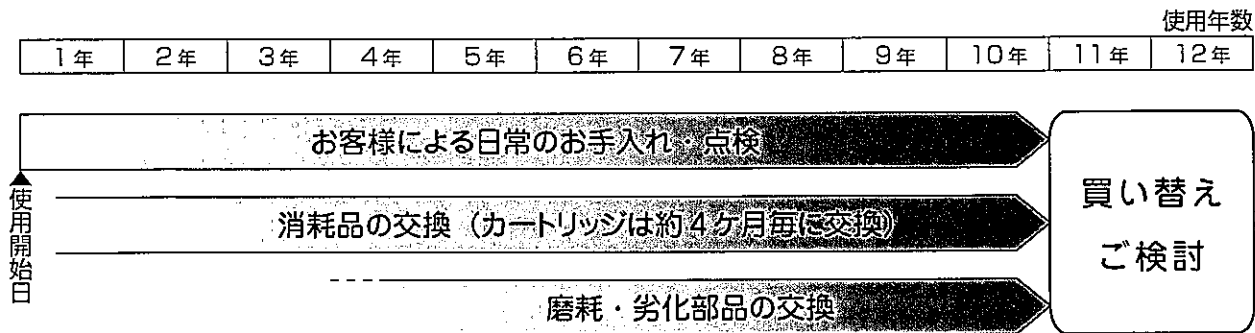 使用年数
1年 2年 3年 4年 5年 6年 7年 8年 9年 10年 11年 12年
お客様による日常のお手入れ・点検
使用開始日
消耗品の交換（カートリッジは約4ケ月毎に交換）
磨耗・劣化部品の交換
買い替え
ご検討